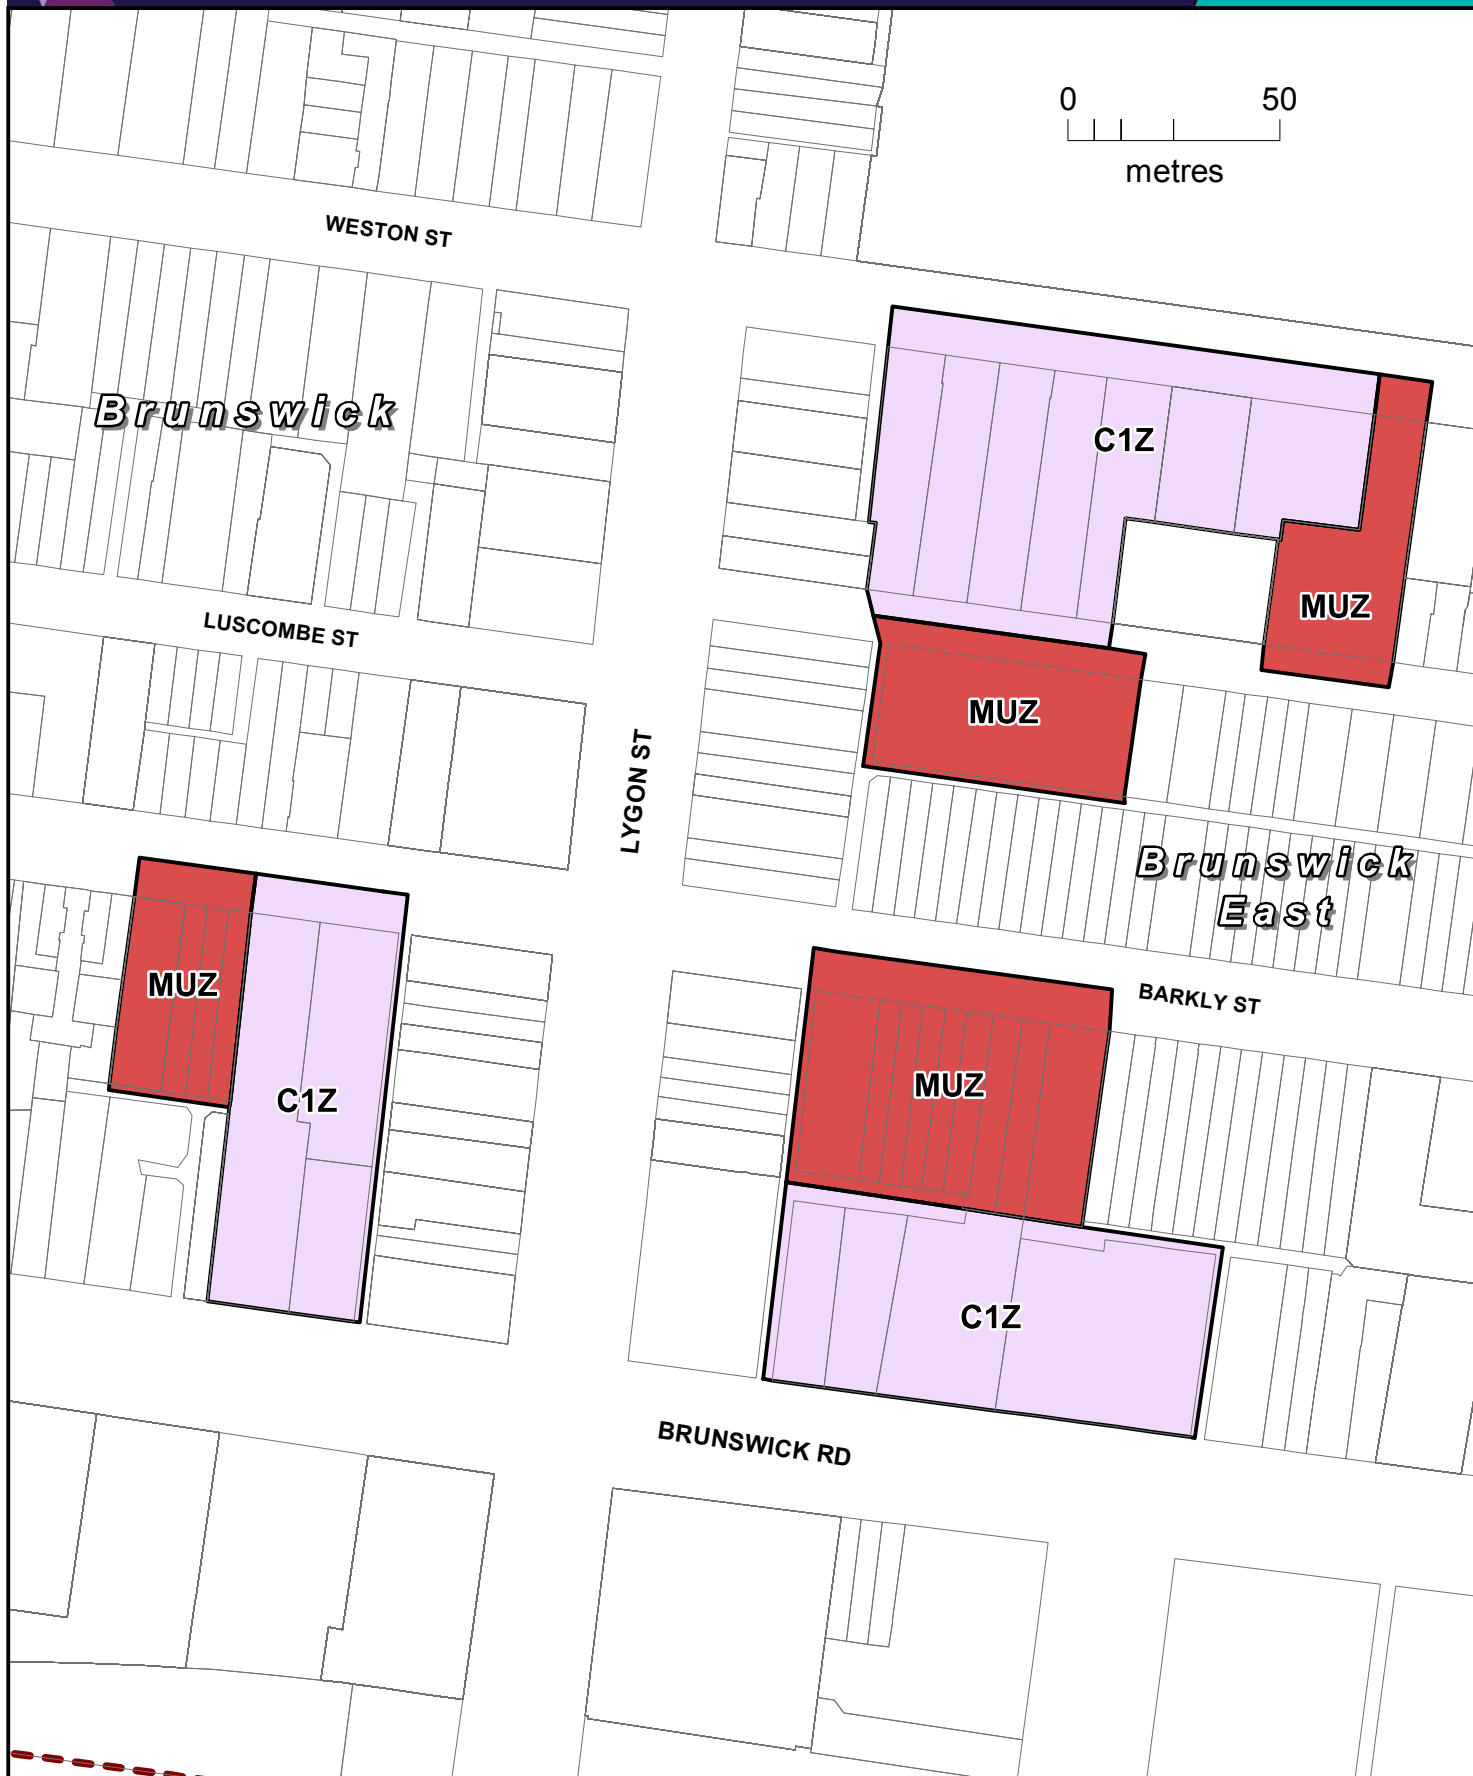 0 50
metres
WESTON ST
Brunswick
C1Z
MUZ
LUSCOMBE ST
MUZ
LYGON ST
Brunswick
East
MUZ
BARKLY ST
MUZ
C1Z
C1Z
BRUNSWICK RD